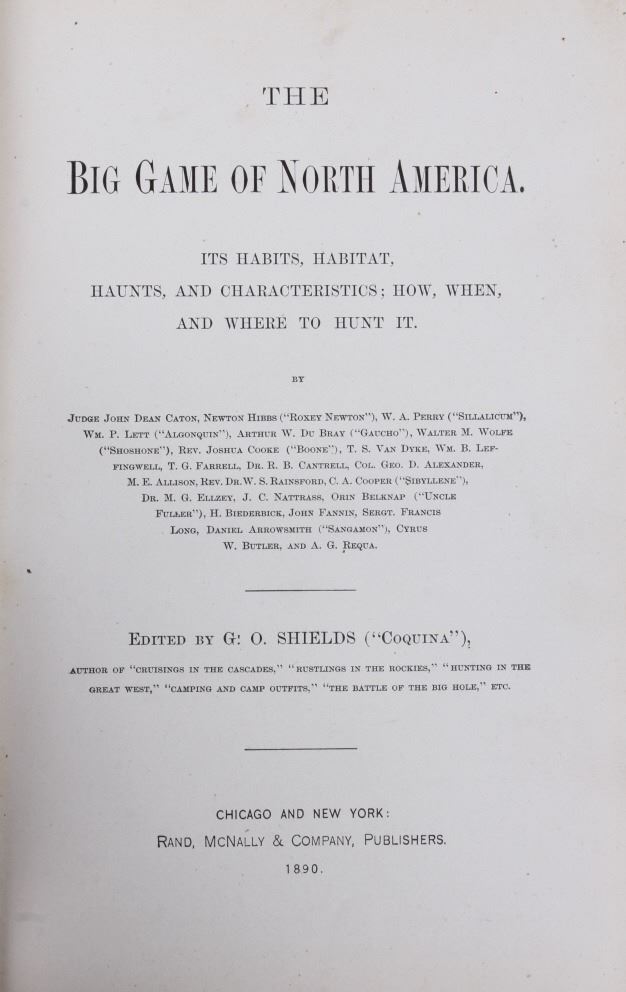 THE
BIG GAME OF NORTH AMERICA.
ITS HABITS, HABITAT,
HAUNTS, AND CHARACTERISTICS; HOW, WHEN,
AND WHERE TO HUNT IT.
BY
JUDGE JOHN DEAN CATON, NEWTON HIBBS ("ROXEY NEWTON"), W. A. PERRY ("SILLALICUM"),
WM. P. LETT ("ALGONQUIN"), ARTHUR W. DU BRAY ("GAUCHO"), WALTER M. WOLFE
("SHOSHONE"), REV. JOSHUA COOKE ("BOONE"), T. S. VAN DYKE, WM. B. LEF-
FINGWELL, T. G. FARRELL, DR. R. B. CANTRELL, COL. GEO. D. ALEXANDER,
M. E. ALLISON, REV. DR. W. S. RAINSFORD, C. A. COOPER ("SIBYLLENE"),
DR. M. G. ELLZEY, J. C. NATTRASS, ORIN BELKNAP ("UNCLE
FULLER"), H. BIEDERBICK, JOHN FANNIN, SERGT. FRANCIS
LONG, DANIEL ARROWSMITH ("SANGAMON"), CYRUS
W. BUTLER, AND A. G. REQUA.
EDITED BY G. O. SHIELDS ("COQUINA"),
AUTHOR OF "CRUISINGS IN THE CASCADES," "RUSTLINGS IN THE ROCKIES," "HUNTING IN THE
GREAT WEST," "CAMPING AND CAMP OUTFITS," "THE BATTLE OF THE BIG HOLE," ETC.
CHICAGO AND NEW YORK:
RAND, MCNALLY & COMPANY, PUBLISHERS.
1890.